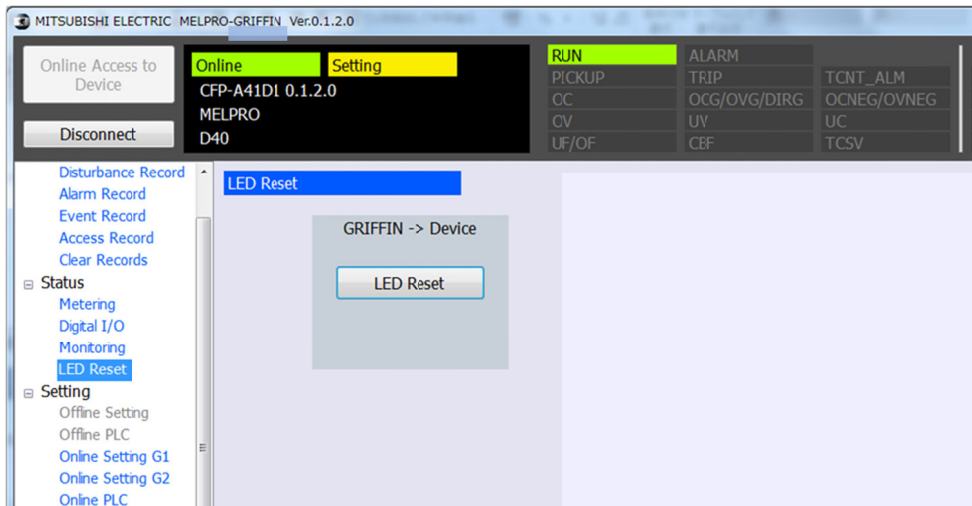 MITSUBISHI ELECTRIC MELPRO-GRIFFIN Ver.0.1.2.0
Online Access to
Device
Disconnect
Online Setting
CFP-A41D1 0.1.2.0
MELPRO
D40
RUN ALARM
PICKUP TRIP TCNT_ALM
OC OCG/OVG/DIRG OCNEG/OVNEG
OV UV UC
UF/OF CBF TCSV
Disturbance Record
Alarm Record
Event Record
Access Record
Clear Records
Status
Metering
Digital I/O
Monitoring
LED Reset
Setting
Offline Setting
Offline PLC
Online Setting G1
Online Setting G2
Online PLC
LED Reset
GRIFFIN -> Device
LED Reset